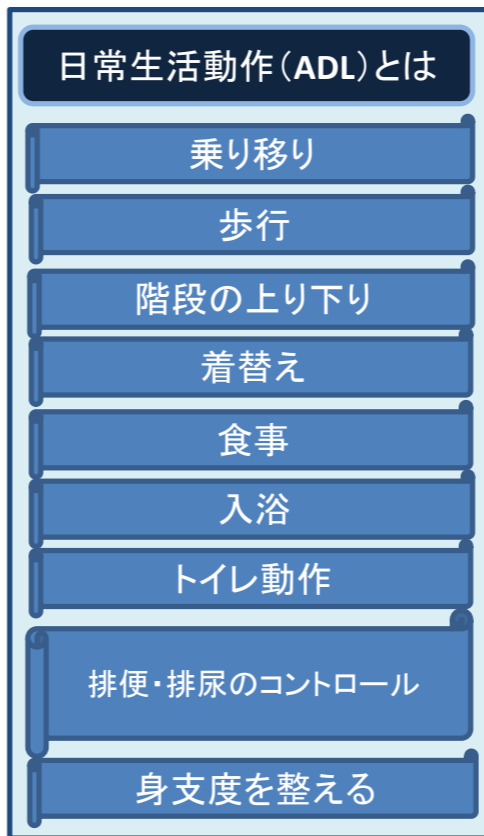 日常生活動作（ADL）とは
乗り移り
歩行
階段の上り下り
着替え
食事
入浴
トイレ動作
排便・排尿のコントロール
身支度を整える